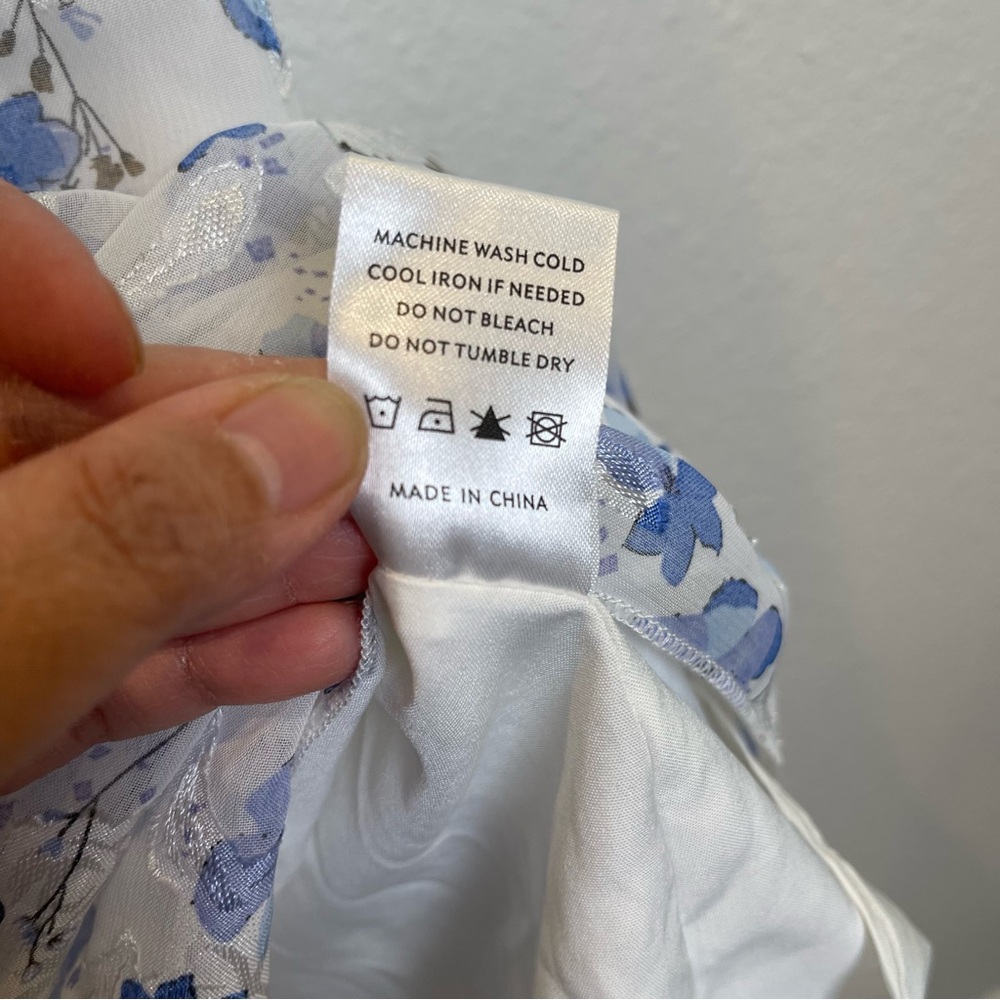 MACHINE WASH COLD
COOL IRON IF NEEDED
DO NOT BLEACH
DO NOT TUMBLE DRY
MADE IN CHINA